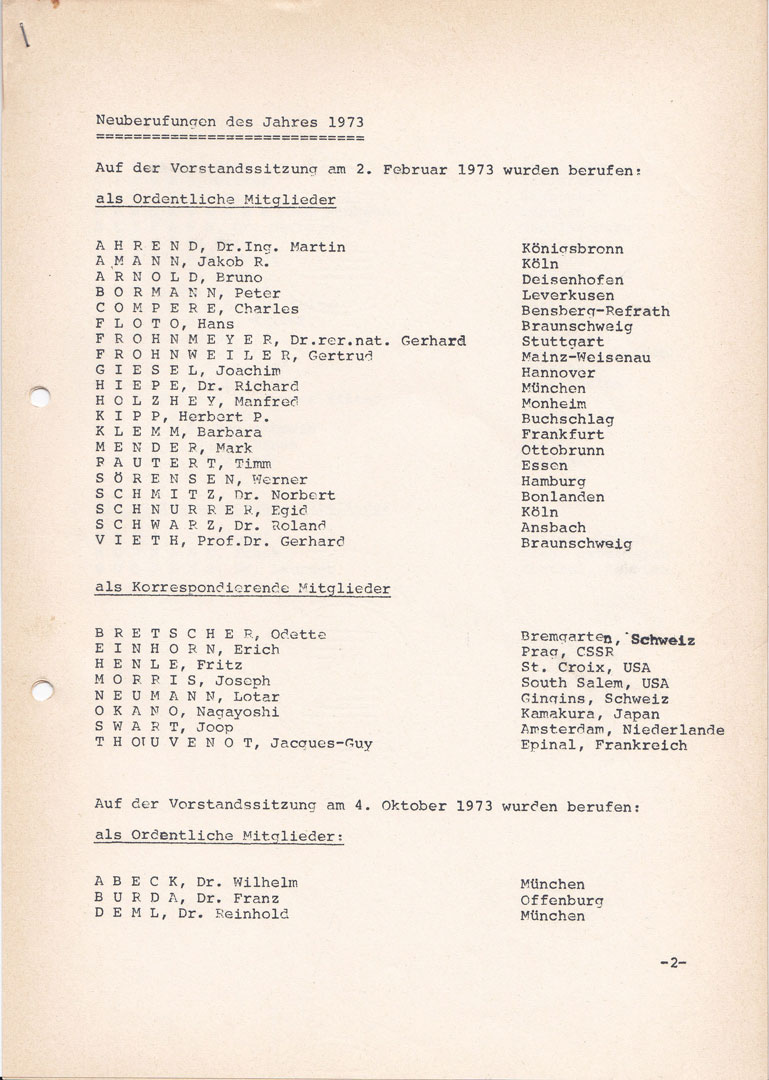 Neuberufungen des Jahres 1973
=============================
Auf der Vorstandssitzung am 2. Februar 1973 wurden berufen:
als Ordentliche Mitglieder
A H R E N D, Dr.Ing. Martin Königsbronn
A M A N N, Jakob R. Köln
A R N O L D, Bruno Deisenhofen
B O R M A N N, Peter Leverkusen
C O M P E R E, Charles Bensberg-Refrath
F L O T O, Hans Braunschweig
F R O H N M E Y E R, Dr.rer.nat. Gerhard Stuttgart
F R O H N W E I L E R, Gertrud Mainz-Weisenau
G I E S E L, Joachim Hannover
H I E P E, Dr. Richard München
H O L Z H E Y, Manfred Monheim
K I P P, Herbert P. Buchschlag
K L E M M, Barbara Frankfurt
M E N D E R, Mark Ottobrunn
P A U T E R T, Timm Essen
S Ö R E N S E N, Werner Hamburg
S C H M I T Z, Dr. Norbert Bonlanden
S C H N U R R E R, Egid Köln
S C H W A R Z, Dr. Roland Ansbach
V I E T H, Prof.Dr. Gerhard Braunschweig
als Korrespondierende Mitglieder
B R E T S C H E R, Odette Bremgarten, Schweiz
E I N H O R N, Erich Prag, CSSR
H E N L E, Fritz St. Croix, USA
M O R R I S, Joseph South Salem, USA
N E U M A N N, Lotar Gingins, Schweiz
O K A N O, Nagayoshi Kamakura, Japan
S W A R T, Joop Amsterdam, Niederlande
T H O U V E N O T, Jacques-Guy Epinal, Frankreich
Auf der Vorstandssitzung am 4. Oktober 1973 wurden berufen:
als Ordentliche Mitglieder:
A B E C K, Dr. Wilhelm München
B U R D A, Dr. Franz Offenburg
D E M L, Dr. Reinhold München
-2-